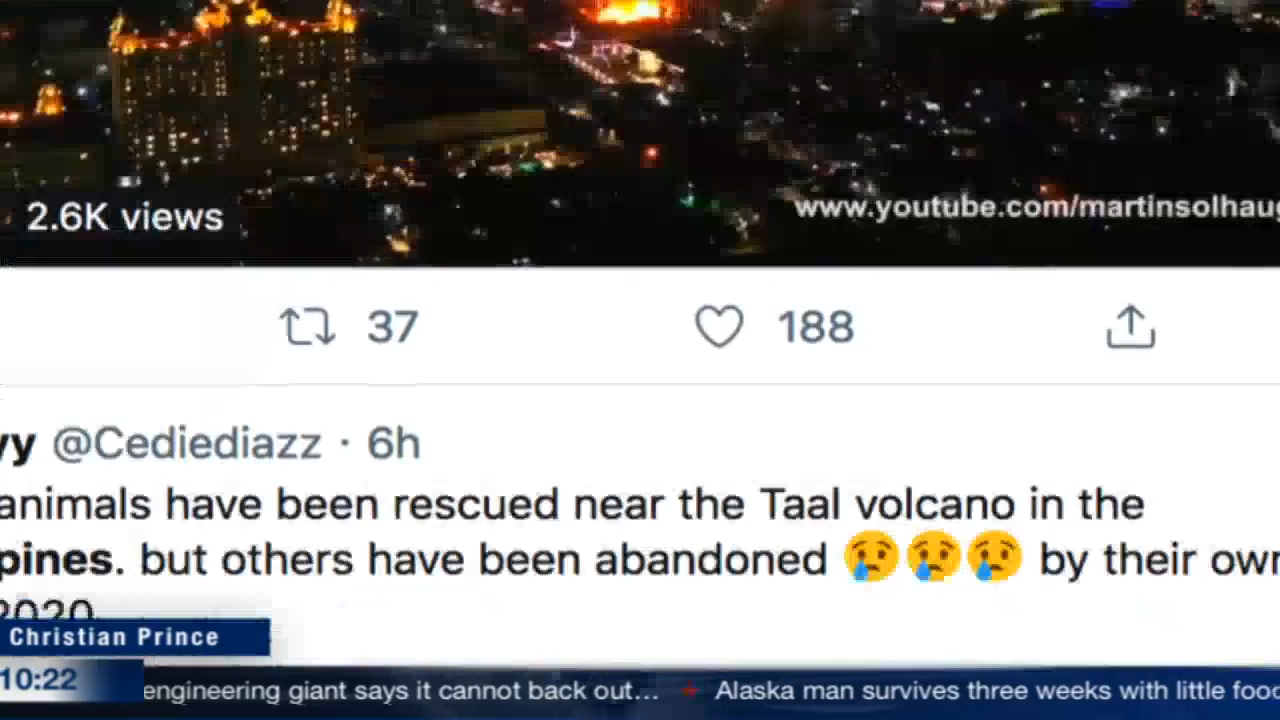 2.6K views
www.youtube.com/martinsolhaug
37
188
yy @Cediediazz · 6h
animals have been rescued near the Taal volcano in the
pines. but others have been abandoned 😢😢😢 by their own
2020
Christian Prince
10:22
engineering giant says it cannot back out... Alaska man survives three weeks with little food